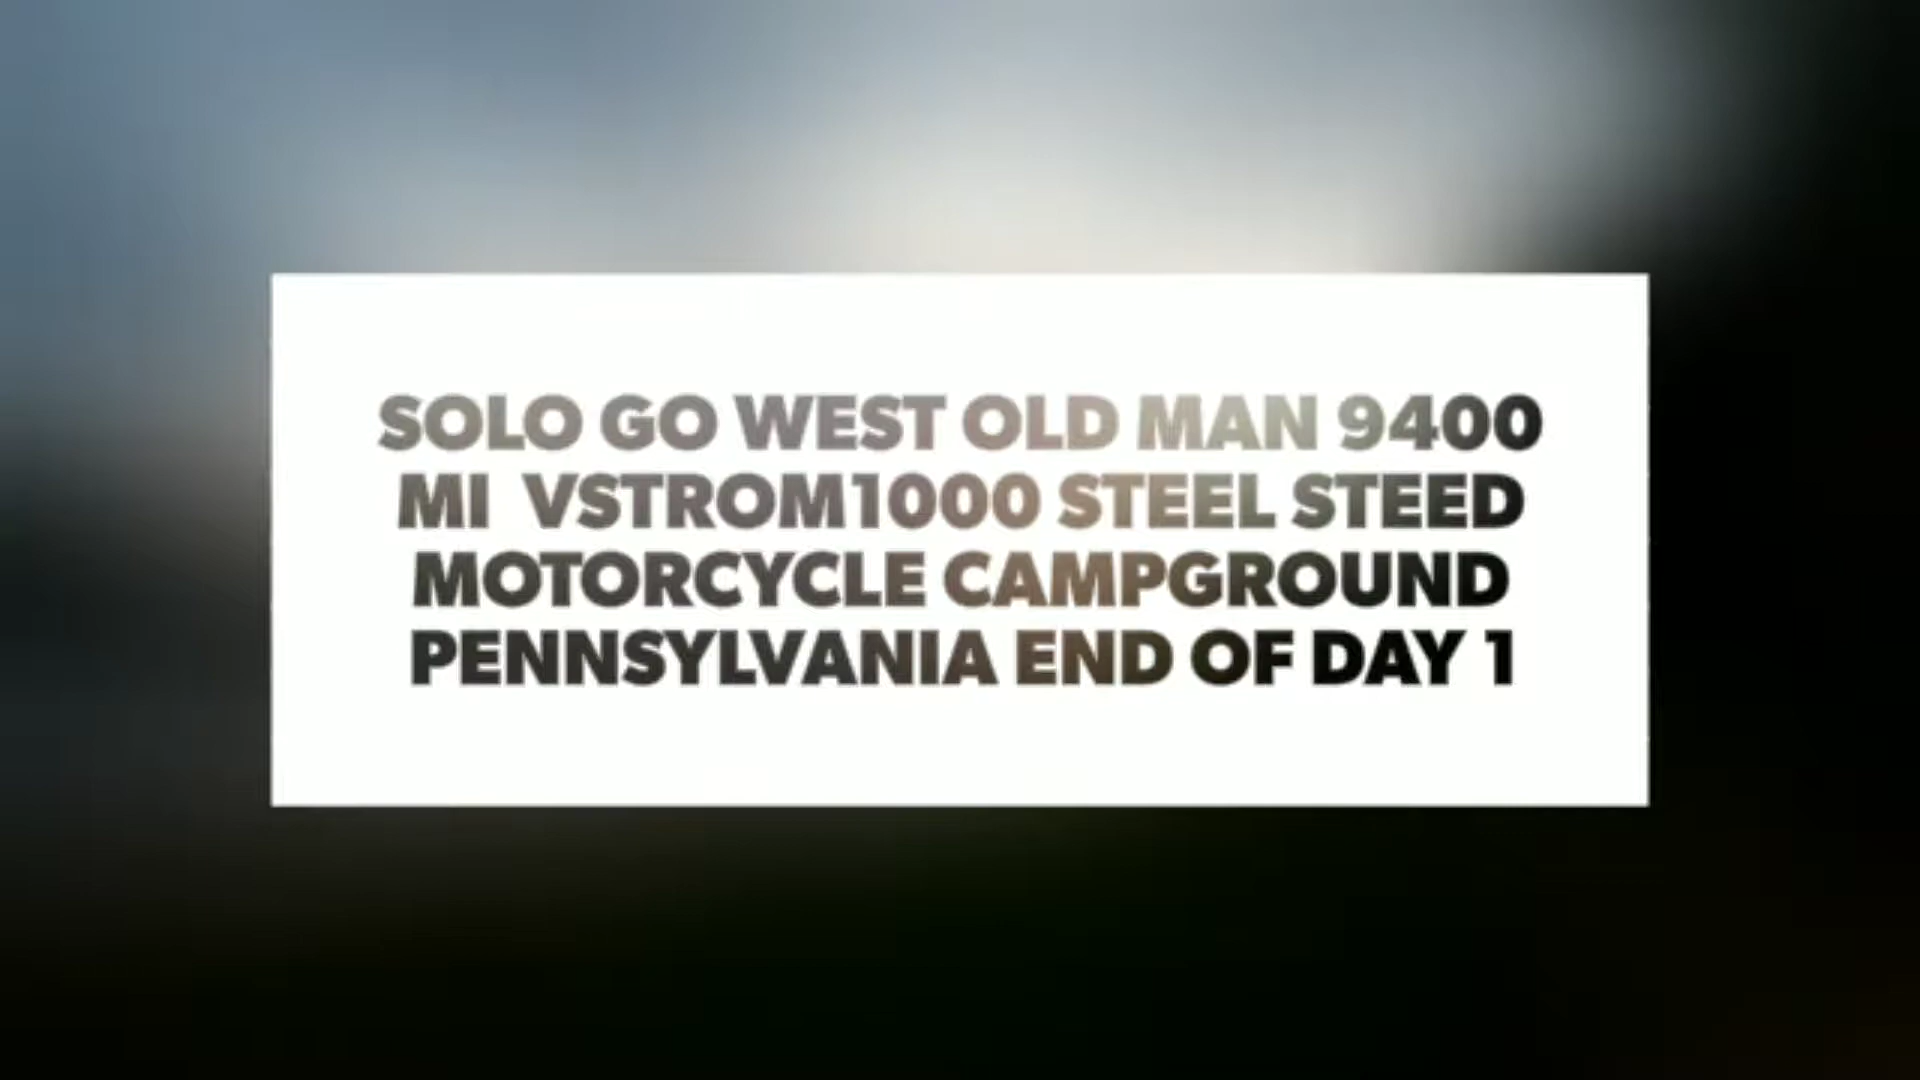 SOLO GO WEST OLD MAN 9400
MI  VSTROM1000 STEEL STEED
MOTORCYCLE CAMPGROUND
PENNSYLVANIA END OF DAY 1